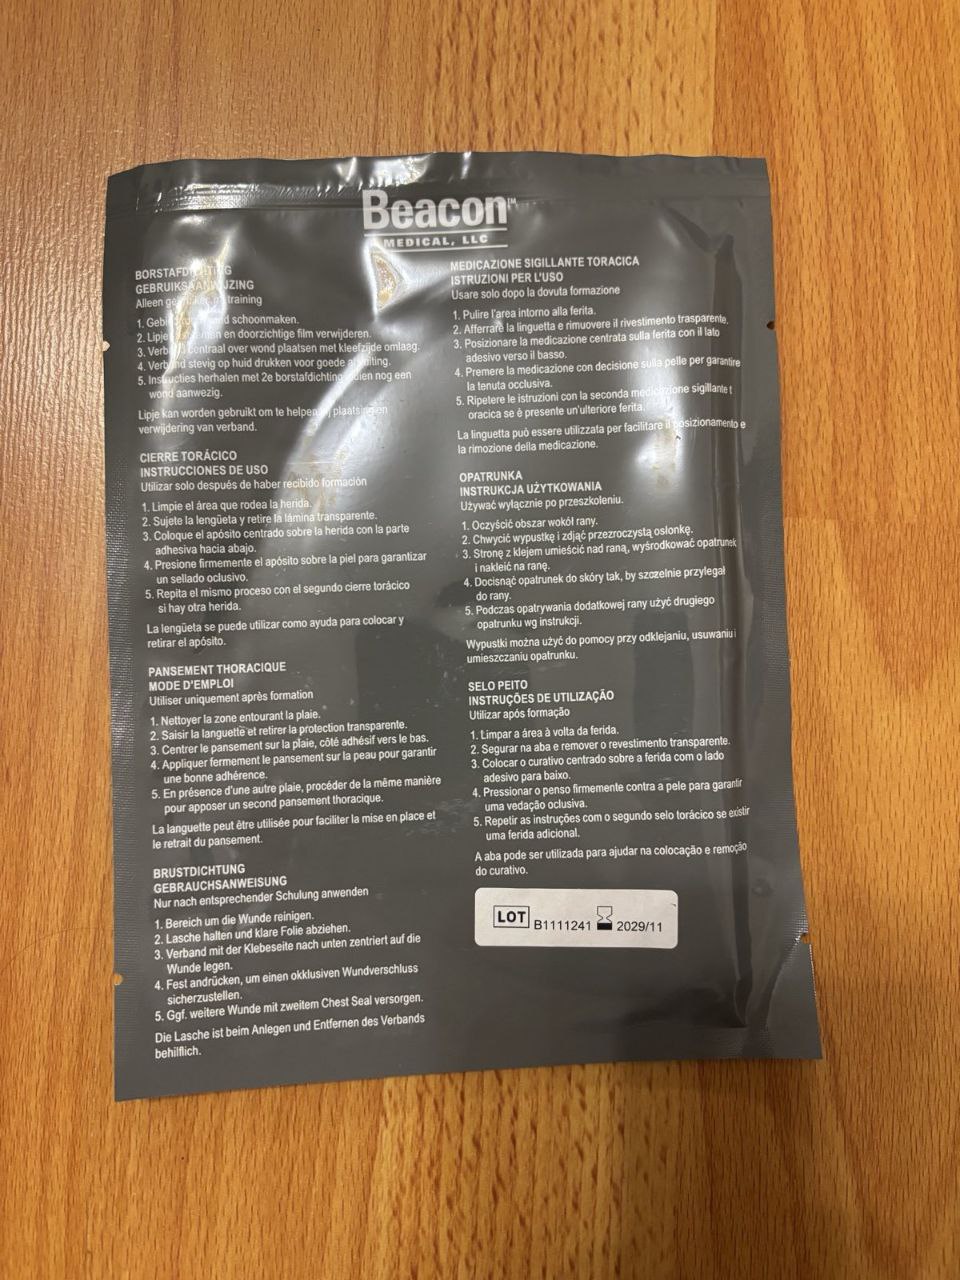 Beacon™
MEDICAL, LLC
GEBRUIKSAANWIJZING
Alleen training
1. schoonmaken.
2. Lipje en doorzichtige film verwijderen.
3. centraal over wond plaatsen met kleefzijde omlaag.
4. stevig op huid drukken voor goede
5. Instructies herhalen met 2e borstafdichting indien nog een
wond aanwezig.
Lipje kan worden gebruikt om te helpen bij plaatsing en
verwijdering van verband.
CIERRE TORÁCICO
INSTRUCCIONES DE USO
Utilizar solo después de haber recibido formación
1. Limpie el área que rodea la herida.
2. Sujete la lengüeta y retire la lámina transparente.
3. Coloque el apósito centrado sobre la herida con la parte
adhesiva hacia abajo.
4. Presione firmemente el apósito sobre la piel para garantizar
un sellado oclusivo.
5. Repita el mismo proceso con el segundo cierre torácico
si hay otra herida.
La lengüeta se puede utilizar como ayuda para colocar y
retirar el apósito.
PANSEMENT THORACIQUE
MODE D'EMPLOI
Utiliser uniquement après formation
1. Nettoyer la zone entourant la plaie.
2. Saisir la languette et retirer la protection transparente.
3. Centrer le pansement sur la plaie, côté adhésif vers le bas.
4. Appliquer fermement le pansement sur la peau pour garantir
une bonne adhérence.
5. En présence d'une autre plaie, procéder de la même manière
pour apposer un second pansement thoracique.
La languette peut être utilisée pour faciliter la mise en place et
le retrait du pansement.
BRUSTDICHTUNG
GEBRAUCHSANWEISUNG
Nur nach entsprechender Schulung anwenden
1. Bereich um die Wunde reinigen.
2. Lasche halten und klare Folie abziehen.
3. Verband mit der Klebeseite nach unten zentriert auf die
Wunde legen.
4. Fest andrücken, um einen okklusiven Wundverschluss
sicherzustellen.
5. Ggf. weitere Wunde mit zweitem Chest Seal versorgen.
Die Lasche ist beim Anlegen und Entfernen des Verbands
behilflich.
MEDICAZIONE SIGILLANTE TORACICA
ISTRUZIONI PER L'USO
Usare solo dopo la dovuta formazione
1. Pulire l'area intorno alla ferita.
2. Afferrare la linguetta e rimuovere il rivestimento trasparente.
3. Posizionare la medicazione centrata sulla ferita con il lato
adesivo verso il basso.
4. Premere la medicazione con decisione sulla pelle per garantire
la tenuta occlusiva.
5. Ripetere le istruzioni con la seconda medicazione sigillante t
oracica se è presente un'ulteriore ferita.
La linguetta può essere utilizzata per facilitare il posizionamento e
la rimozione della medicazione.
OPATRUNKA
INSTRUKCJA UŻYTKOWANIA
Używać wyłącznie po przeszkoleniu.
1. Oczyścić obszar wokół rany.
2. Chwycić wypustkę i zdjąć przezroczystą osłonkę.
3. Stronę z klejem umieścić nad raną, wyśrodkować opatrunek
i nakleić na ranę.
4. Docisnąć opatrunek do skóry tak, by szczelnie przylegał
do rany.
5. Podczas opatrywania dodatkowej rany użyć drugiego
opatrunku wg instrukcji.
Wypustki można użyć do pomocy przy odklejaniu, usuwaniu i
umieszczaniu opatrunku.
SELO PEITO
INSTRUÇÕES DE UTILIZAÇÃO
Utilizar após formação
1. Limpar a área à volta da ferida.
2. Segurar na aba e remover o revestimento transparente.
3. Colocar o curativo centrado sobre a ferida com o lado
adesivo para baixo.
4. Pressionar o penso firmemente contra a pele para garantir
uma vedação oclusiva.
5. Repetir as instruções com o segundo selo torácico se existir
uma ferida adicional.
A aba pode ser utilizada para ajudar na colocação e remoção
do curativo.
LOT B1111241 2029/11